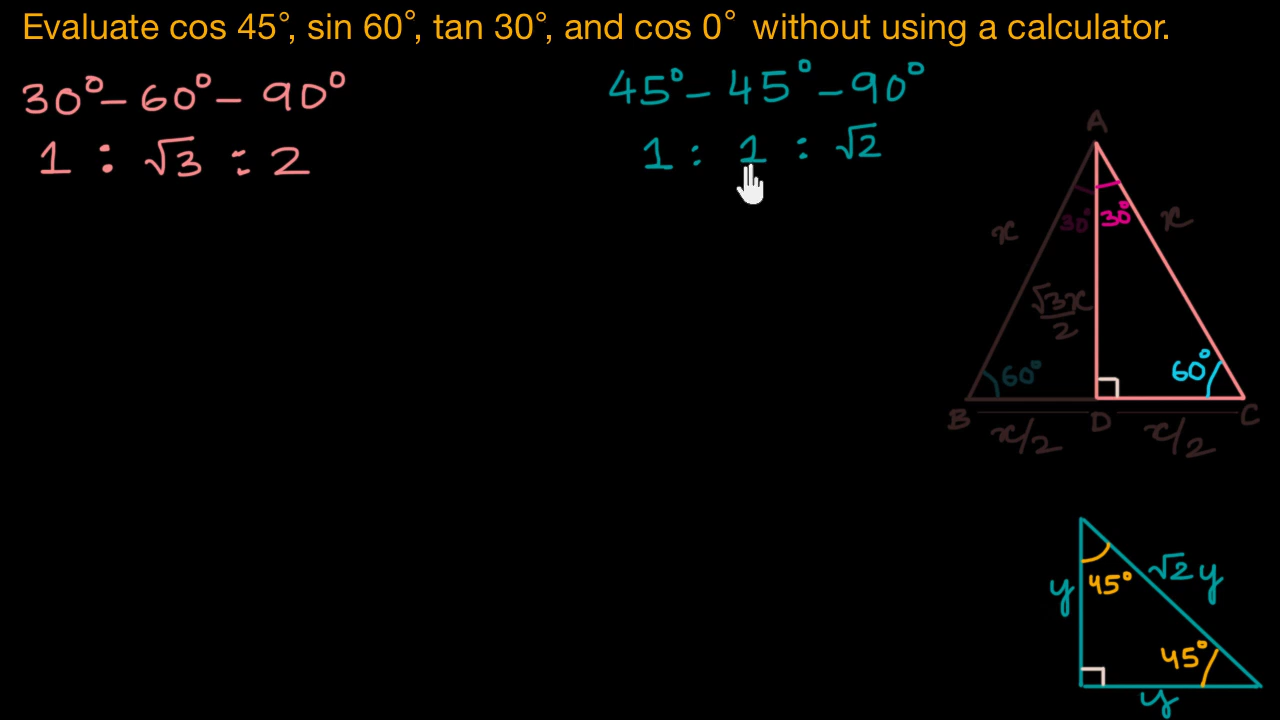 Evaluate cos 45°, sin 60°, tan 30°, and cos 0° without using a calculator.
30° – 60° – 90°
1 : √3 : 2
45° – 45° – 90°
1 : 1 : √2
A
30° 30°
x x
√3x/2
60° 60°
B D C
x/2 x/2
45°
√2 y
y
45°
y